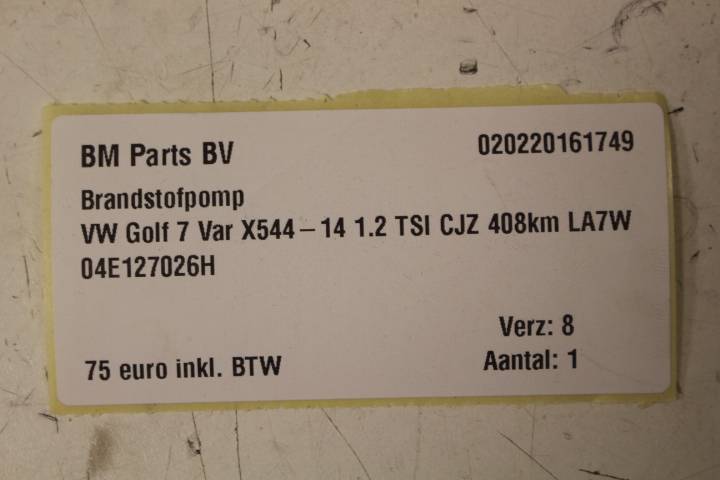 BM Parts BV 020220161749
Brandstofpomp
VW Golf 7 Var X544-14 1.2 TSI CJZ 408km LA7W
04E127026H
Verz: 8
75 euro inkl. BTW Aantal: 1